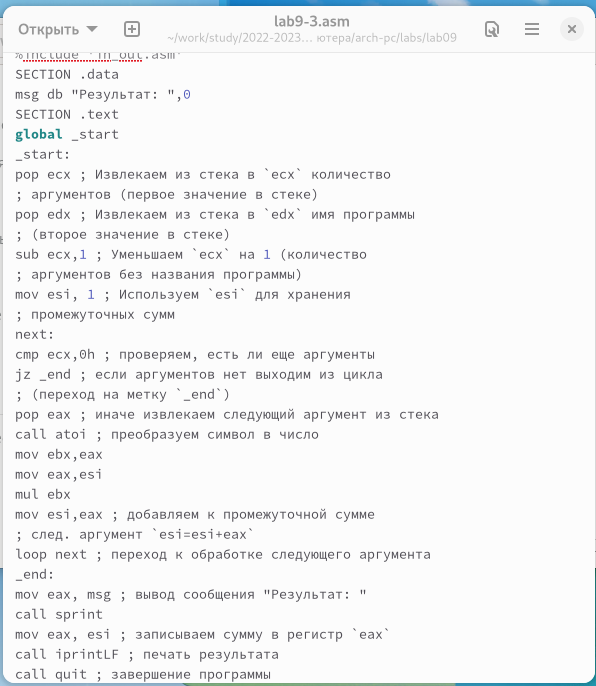 Открыть
lab9-3.asm
~/work/study/2022-2023… ютера/arch-pc/labs/lab09
%include 'in_out.asm'
SECTION .data
msg db "Результат: ",0
SECTION .text
global _start
_start:
pop ecx ; Извлекаем из стека в `ecx` количество
; аргументов (первое значение в стеке)
pop edx ; Извлекаем из стека в `edx` имя программы
; (второе значение в стеке)
sub ecx,1 ; Уменьшаем `ecx` на 1 (количество
; аргументов без названия программы)
mov esi, 1 ; Используем `esi` для хранения
; промежуточных сумм
next:
cmp ecx,0h ; проверяем, есть ли еще аргументы
jz _end ; если аргументов нет выходим из цикла
; (переход на метку `_end`)
pop eax ; иначе извлекаем следующий аргумент из стека
call atoi ; преобразуем символ в число
mov ebx,eax
mov eax,esi
mul ebx
mov esi,eax ; добавляем к промежуточной сумме
; след. аргумент `esi=esi+eax`
loop next ; переход к обработке следующего аргумента
_end:
mov eax, msg ; вывод сообщения "Результат: "
call sprint
mov eax, esi ; записываем сумму в регистр `eax`
call iprintLF ; печать результата
call quit ; завершение программы